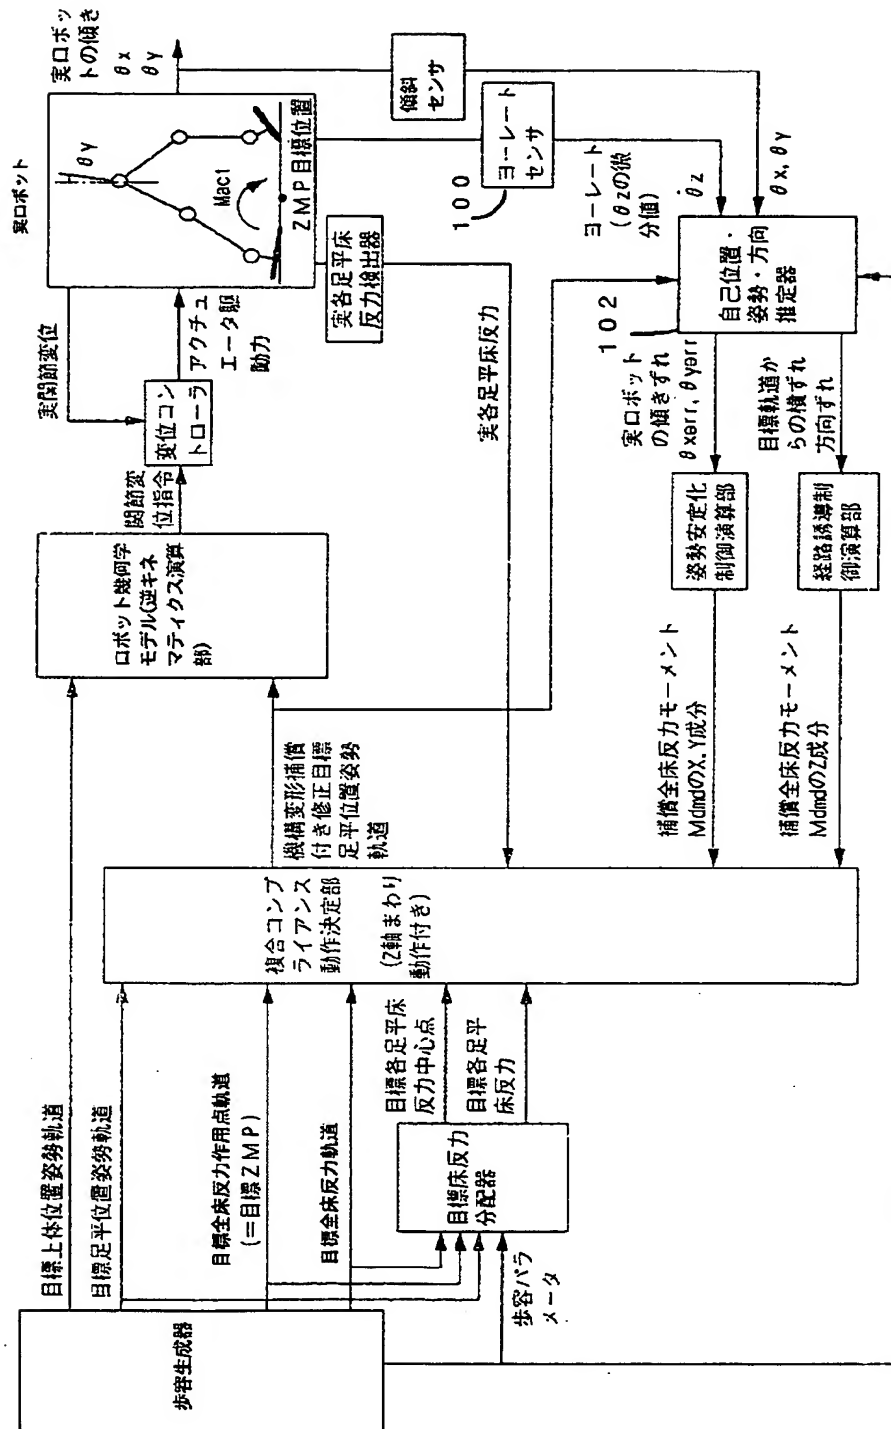 歩容生成器
目標上体位置姿勢軌道
目標足平位置姿勢軌道
目標全床反力作用点軌道
(=目標ZMP)
目標全床反力軌道
歩容パラ
メータ
目標床反力
分配器
目標各足平床
反力中心点
目標各足平
床反力
複合コンプ
ライアンス
動作決定部
(Z軸まわり
動作付き)
機構変形補償
付き修正目標
足平位置姿勢
軌道
ロボット幾何学
モデル(逆キネ
マティクス演算
部)
関節変
位指令
変位コン
トローラ
実関節変位
アクチュ
エータ駆
動力
実ロボット
θy
Mact
ZMP目標位置
実ロボッ
トの傾き
θx
θy
実各足平床
反力検出器
実各足平床反力
傾斜
センサ
100
ヨーレート
センサ
ヨーレート
(θzの微
分値)
θ̇z
θx, θy
102
自己位置・
姿勢・方向
推定器
実ロボット
の傾きずれ
θxerr, θyerr
目標軌道か
らの横ずれ
方向ずれ
姿勢安定化
制御演算部
経路誘導制
御演算部
補償全床反力モーメント
MdmdのX,Y成分
補償全床反力モーメント
MdmdのZ成分